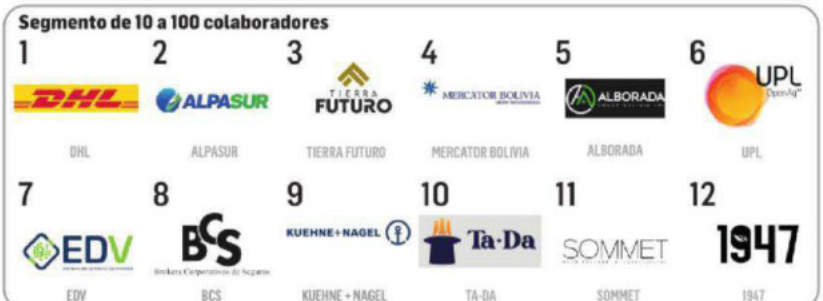 Segmento de 10 a 100 colaboradores
1 2 3 4 5 6
DHL ALPASUR TIERRA FUTURO MERCATOR BOLIVIA ALBORADA UPL OpenAg™
DHL ALPASUR TIERRA FUTURO MERCATOR BOLIVIA ALBORADA UPL
7 8 9 10 11 12
EDV BCS Brokers Corporativos de Seguros KUEHNE+NAGEL Ta-Da SOMMET 1947
EDV BCS KUEHNE + NAGEL TA-DA SOMMET 1947